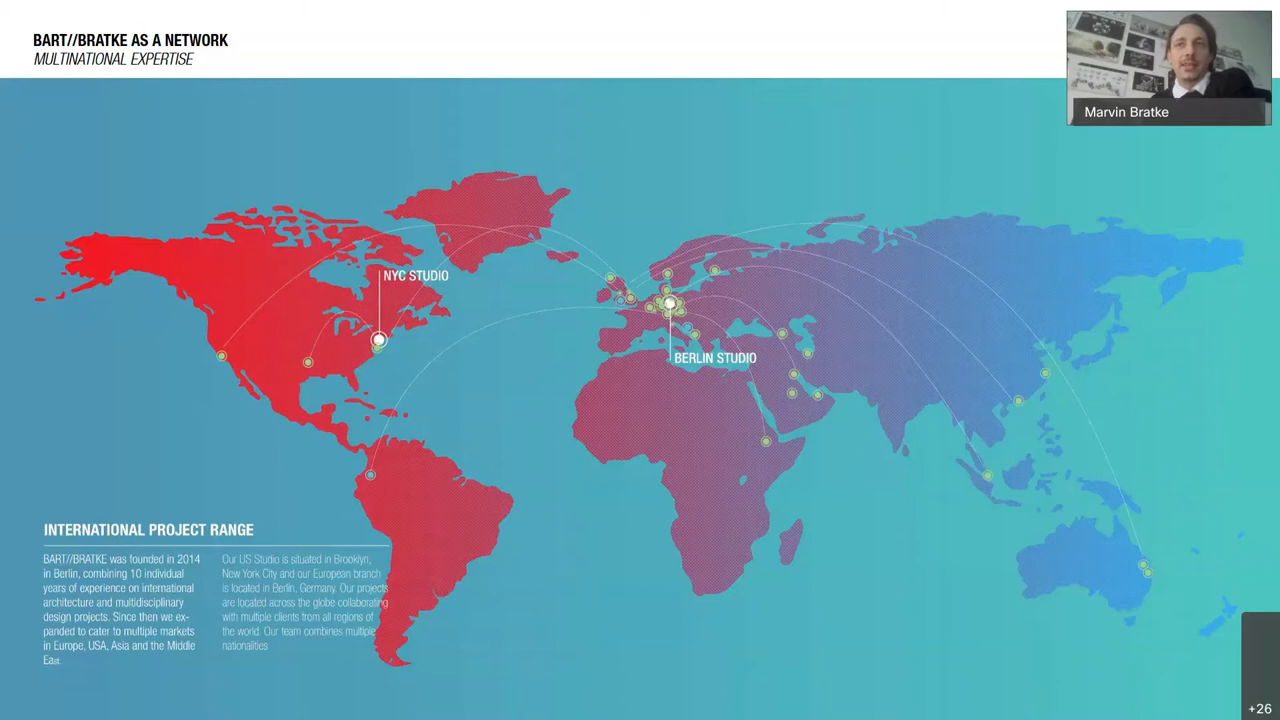 BART//BRATKE AS A NETWORK
MULTINATIONAL EXPERTISE
Marvin Bratke
NYC STUDIO
BERLIN STUDIO
INTERNATIONAL PROJECT RANGE
BART//BRATKE was founded in 2014
in Berlin, combining 10 individual
years of experience on international
architecture and multidisciplinary
design projects. Since then we ex-
panded to cater to multiple markets
in Europe, USA, Asia and the Middle
East.
Our US Studio is situated in Brooklyn,
New York City and our European branch
is located in Berlin, Germany. Our projects
are located across the globe collaborating
with multiple clients from all regions of
the world. Our team combines multiple
nationalities
+26